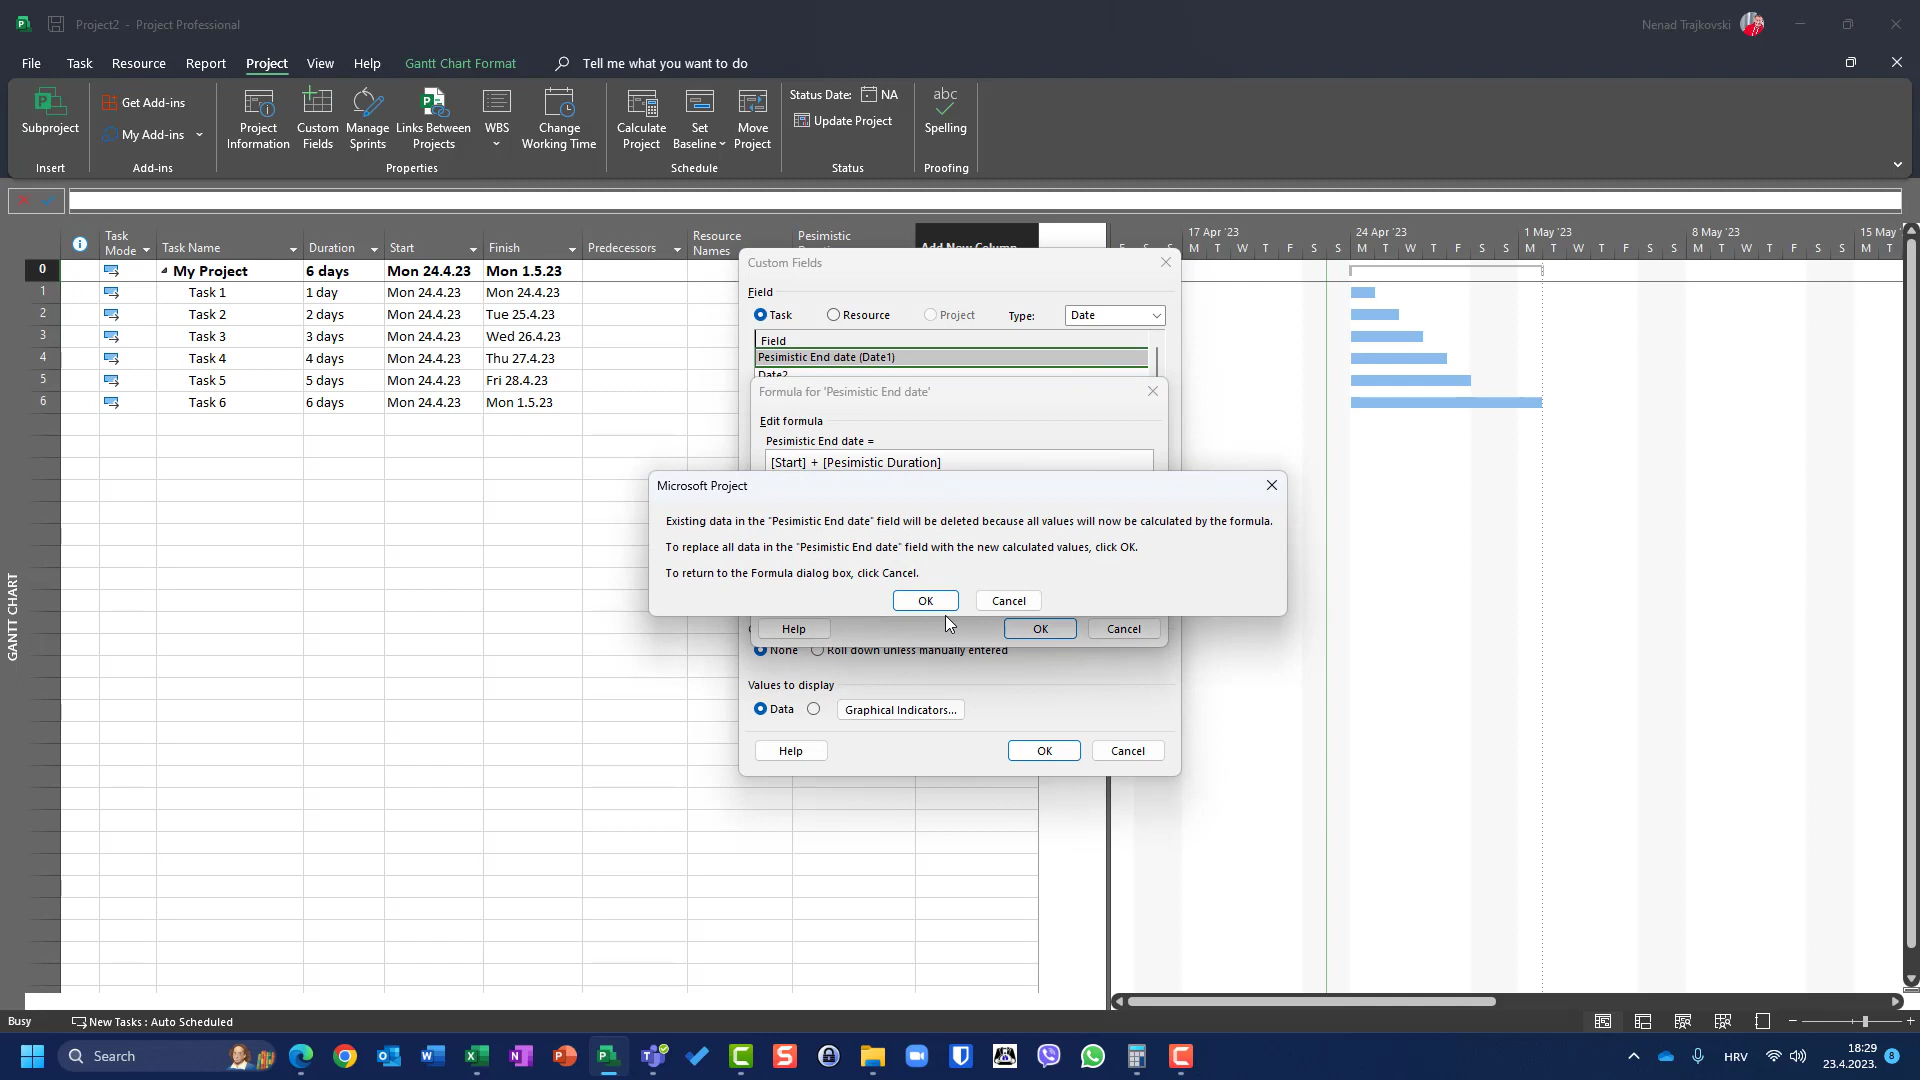 Project2 - Project Professional
Nenad Trajkovski
File Task Resource Report Project View Help Gantt Chart Format Tell me what you want to do
Subproject
Insert
Get Add-ins
My Add-ins
Add-ins
Project Information
Custom Fields
Manage Sprints
Links Between Projects
WBS
Change Working Time
Properties
Calculate Project
Set Baseline
Move Project
Schedule
Status Date: NA
Update Project
Status
abc
Spelling
Proofing
Task Mode Task Name Duration Start Finish Predecessors Resource Names Pesimistic Duration Add New Column
0 My Project 6 days Mon 24.4.23 Mon 1.5.23
1 Task 1 1 day Mon 24.4.23 Mon 24.4.23
2 Task 2 2 days Mon 24.4.23 Tue 25.4.23
3 Task 3 3 days Mon 24.4.23 Wed 26.4.23
4 Task 4 4 days Mon 24.4.23 Thu 27.4.23
5 Task 5 5 days Mon 24.4.23 Fri 28.4.23
6 Task 6 6 days Mon 24.4.23 Mon 1.5.23
17 Apr '23 24 Apr '23 1 May '23 8 May '23 15 May
F S S M T W T F S S M T W T F S S M T W T F S S M T W T F S S M T
GANTT CHART
Custom Fields
Field
Task Resource Project Type: Date
Field
Pesimistic End date (Date1)
Date2
Formula for 'Pesimistic End date'
Edit formula
Pesimistic End date =
[Start] + [Pesimistic Duration]
Microsoft Project
Existing data in the "Pesimistic End date" field will be deleted because all values will now be calculated by the formula.
To replace all data in the "Pesimistic End date" field with the new calculated values, click OK.
To return to the Formula dialog box, click Cancel.
OK Cancel
Help OK Cancel
None Roll down unless manually entered
Values to display
Data Graphical Indicators...
Help OK Cancel
Busy New Tasks : Auto Scheduled
Search
HRV
18:29
23.4.2023.
8